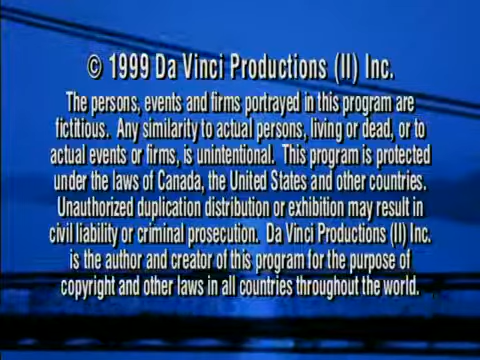 © 1999 Da Vinci Productions (II) Inc.
The persons, events and firms portrayed in this program are
fictitious. Any similarity to actual persons, living or dead, or to
actual events or firms, is unintentional. This program is protected
under the laws of Canada, the United States and other countries.
Unauthorized duplication distribution or exhibition may result in
civil liability or criminal prosecution. Da Vinci Productions (II) Inc.
is the author and creator of this program for the purpose of
copyright and other laws in all countries throughout the world.